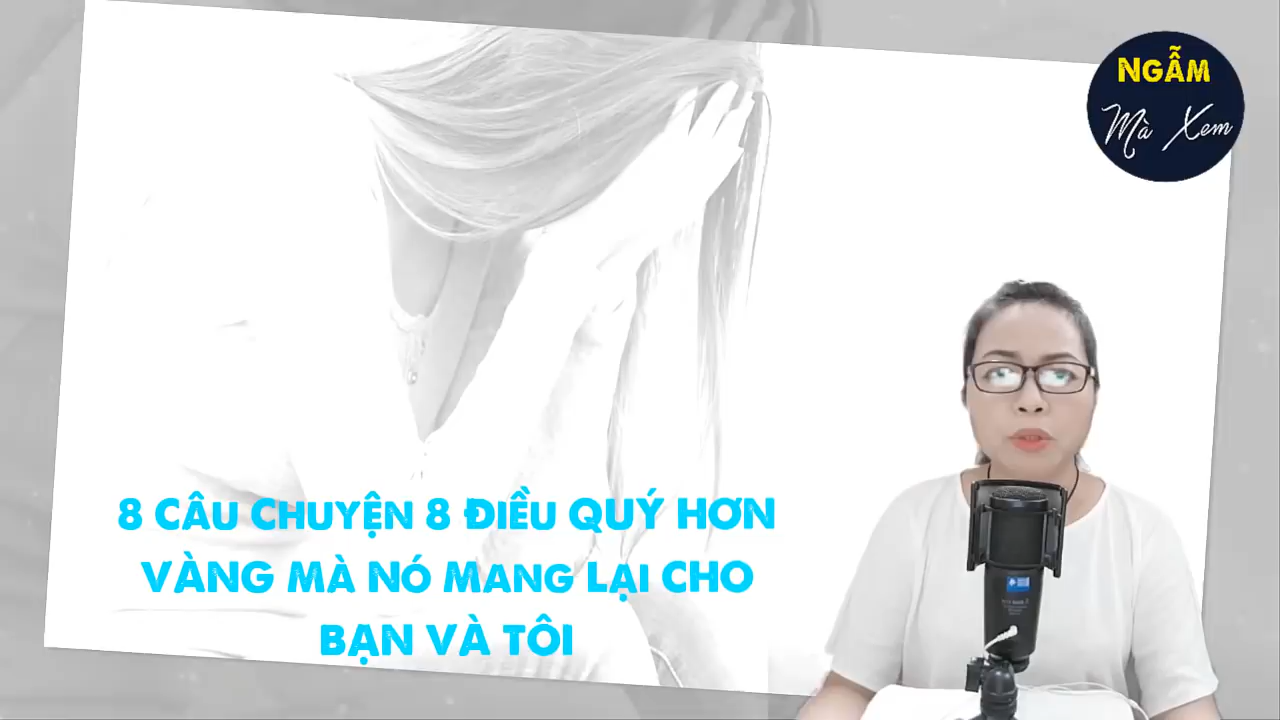 NGẪM
Mà Xem
8 CÂU CHUYỆN 8 ĐIỀU QUÝ HƠN
VÀNG MÀ NÓ MANG LẠI CHO
BẠN VÀ TÔI